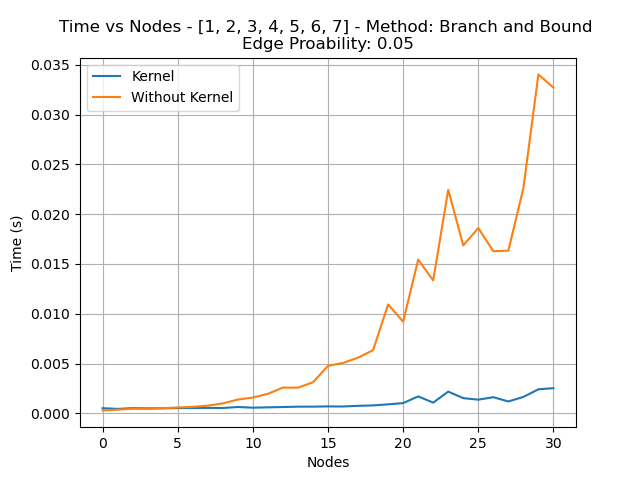 Time vs Nodes - [1, 2, 3, 4, 5, 6, 7] - Method: Branch and Bound
Edge Proability: 0.05
Kernel
Without Kernel
Time (s)
0.035
0.030
0.025
0.020
0.015
0.010
0.005
0.000
0 5 10 15 20 25 30
Nodes